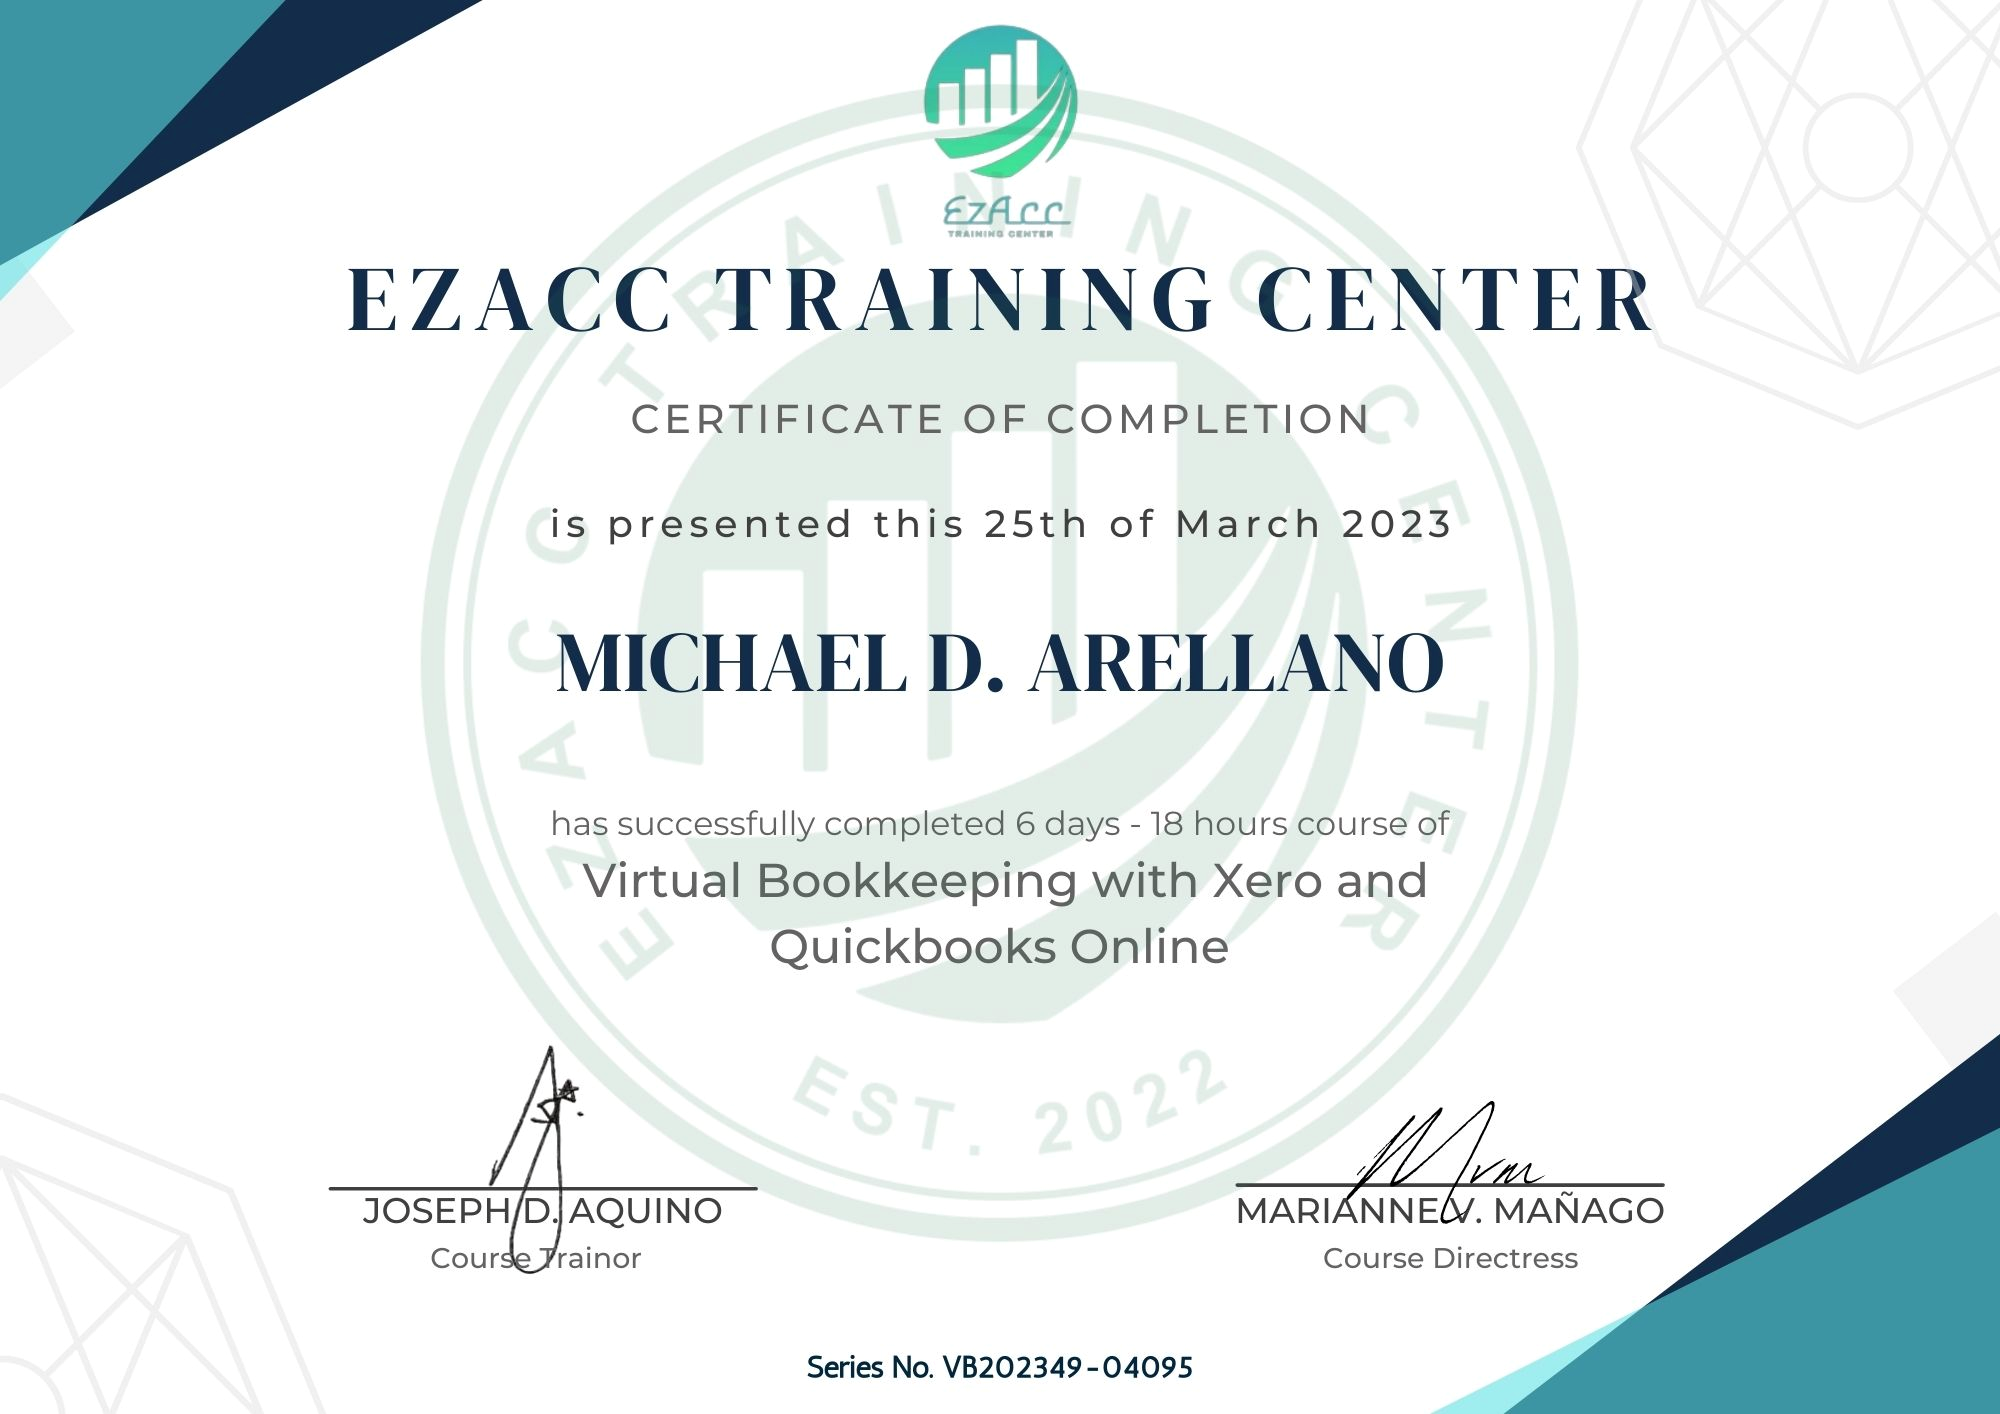 EzAcc
TRAINING CENTER
EZACC TRAINING CENTER
CERTIFICATE OF COMPLETION
is presented this 25th of March 2023
MICHAEL D. ARELLANO
has successfully completed 6 days - 18 hours course of
Virtual Bookkeeping with Xero and
Quickbooks Online
EZACC TRAINING CENTER
EST. 2022
JOSEPH D. AQUINO
Course Trainor
MARIANNE V. MAÑAGO
Course Directress
Series No. VB202349-04095